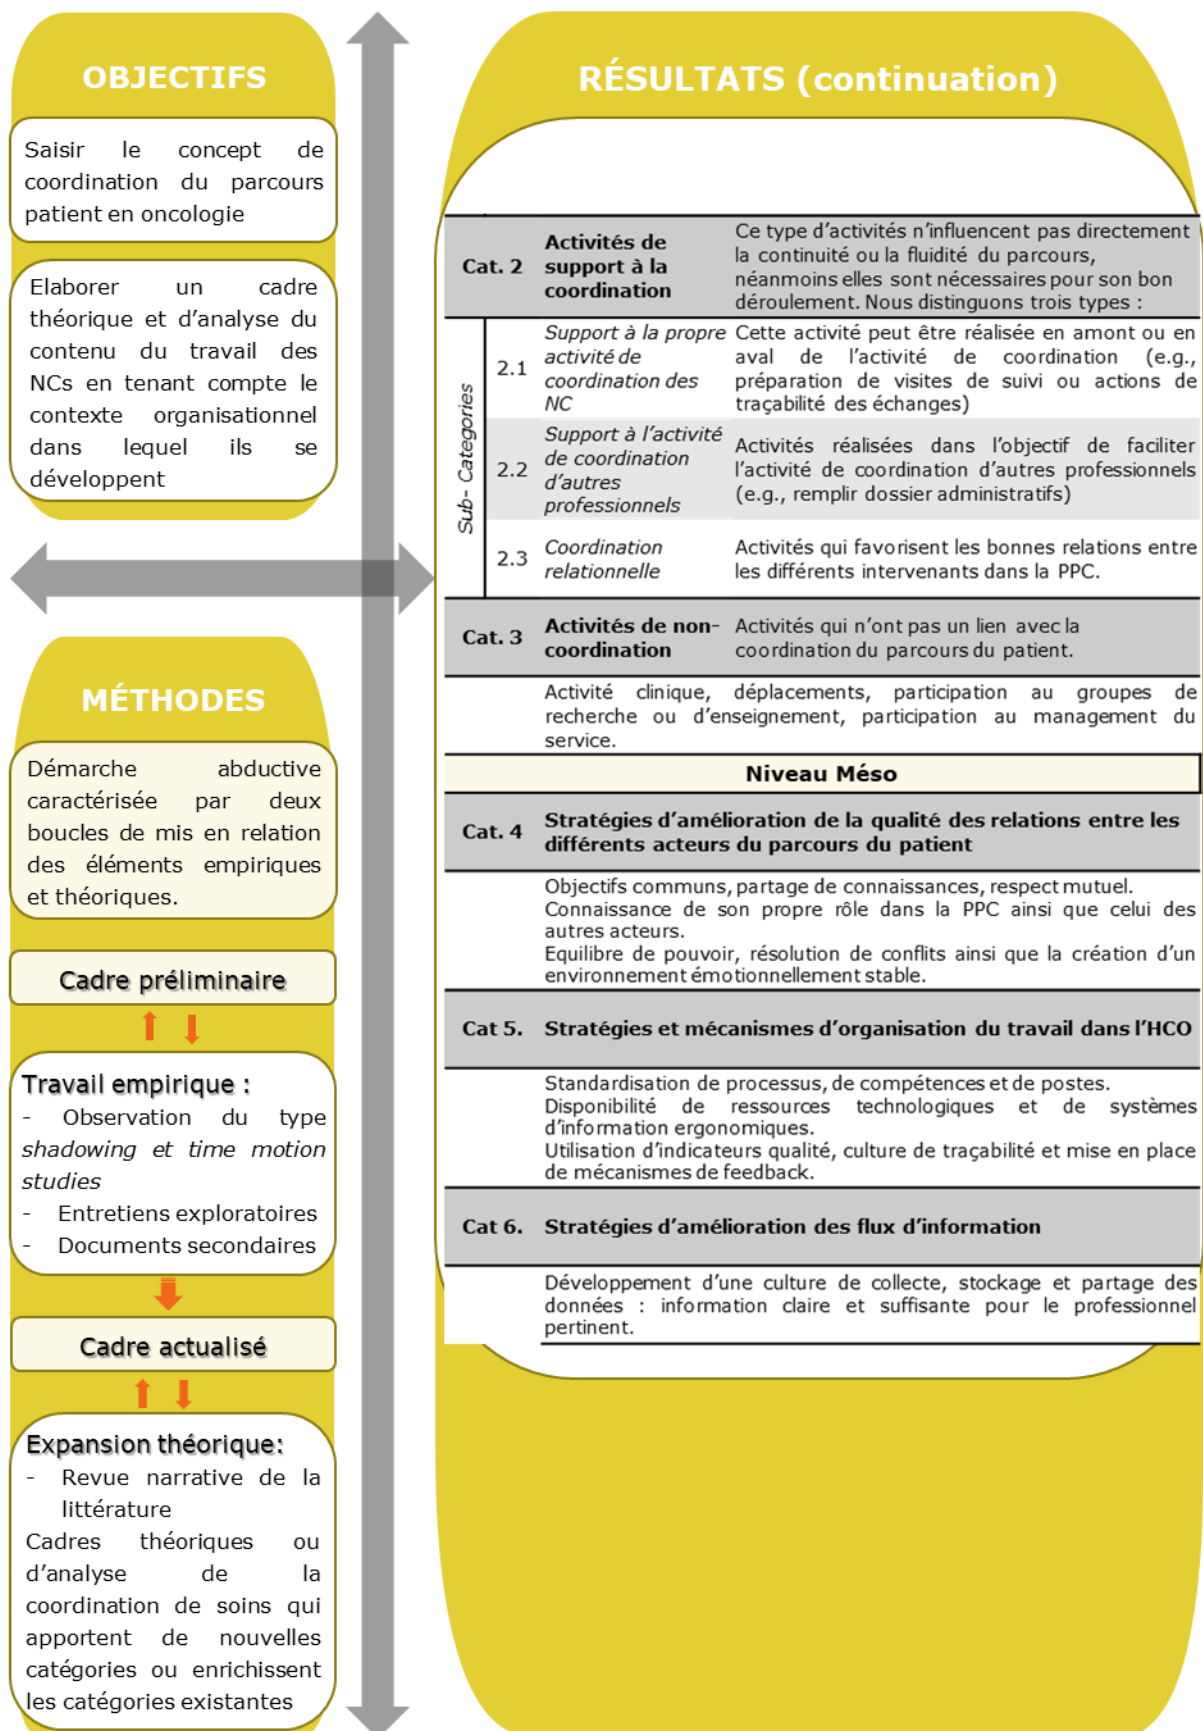 OBJECTIFS
Saisir le concept de
coordination du parcours
patient en oncologie
Elaborer un cadre
théorique et d’analyse du
contenu du travail des
NCs en tenant compte le
contexte organisationnel
dans lequel ils se
développent
MÉTHODES
Démarche abductive
caractérisée par deux
boucles de mis en relation
des éléments empiriques
et théoriques.
Cadre préliminaire
Travail empirique :
- Observation du type
shadowing et time motion
studies
- Entretiens exploratoires
- Documents secondaires
Cadre actualisé
Expansion théorique:
- Revue narrative de la
littérature
Cadres théoriques ou
d’analyse de la
coordination de soins qui
apportent de nouvelles
catégories ou enrichissent
les catégories existantes
RÉSULTATS (continuation)
Cat. 2
Activités de
support à la
coordination
Ce type d’activités n’influencent pas directement
la continuité ou la fluidité du parcours,
néanmoins elles sont nécessaires pour son bon
déroulement. Nous distinguons trois types :
Sub- Categories
2.1
Support à la propre
activité de
coordination des
NC
Cette activité peut être réalisée en amont ou en
aval de l’activité de coordination (e.g.,
préparation de visites de suivi ou actions de
traçabilité des échanges)
2.2
Support à l’activité
de coordination
d’autres
professionnels
Activités réalisées dans l’objectif de faciliter
l’activité de coordination d’autres professionnels
(e.g., remplir dossier administratifs)
2.3
Coordination
relationnelle
Activités qui favorisent les bonnes relations entre
les différents intervenants dans la PPC.
Cat. 3
Activités de non-
coordination
Activités qui n’ont pas un lien avec la
coordination du parcours du patient.
Activité clinique, déplacements, participation au groupes de
recherche ou d’enseignement, participation au management du
service.
Niveau Méso
Cat. 4
Stratégies d’amélioration de la qualité des relations entre les
différents acteurs du parcours du patient
Objectifs communs, partage de connaissances, respect mutuel.
Connaissance de son propre rôle dans la PPC ainsi que celui des
autres acteurs.
Equilibre de pouvoir, résolution de conflits ainsi que la création d’un
environnement émotionnellement stable.
Cat 5.
Stratégies et mécanismes d’organisation du travail dans l’HCO
Standardisation de processus, de compétences et de postes.
Disponibilité de ressources technologiques et de systèmes
d’information ergonomiques.
Utilisation d’indicateurs qualité, culture de traçabilité et mise en place
de mécanismes de feedback.
Cat 6.
Stratégies d’amélioration des flux d’information
Développement d’une culture de collecte, stockage et partage des
données : information claire et suffisante pour le professionnel
pertinent.